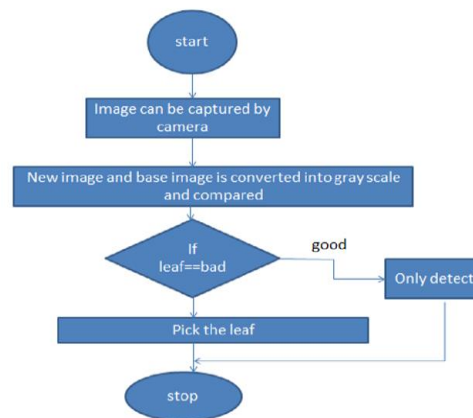 start
Image can be captured by
camera
New image and base image is converted into gray scale
and compared
If
leaf==bad
good
Only detect
Pick the leaf
stop